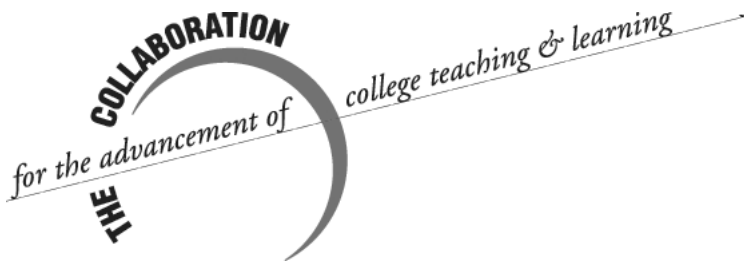 THE COLLABORATION
for the advancement of college teaching & learning